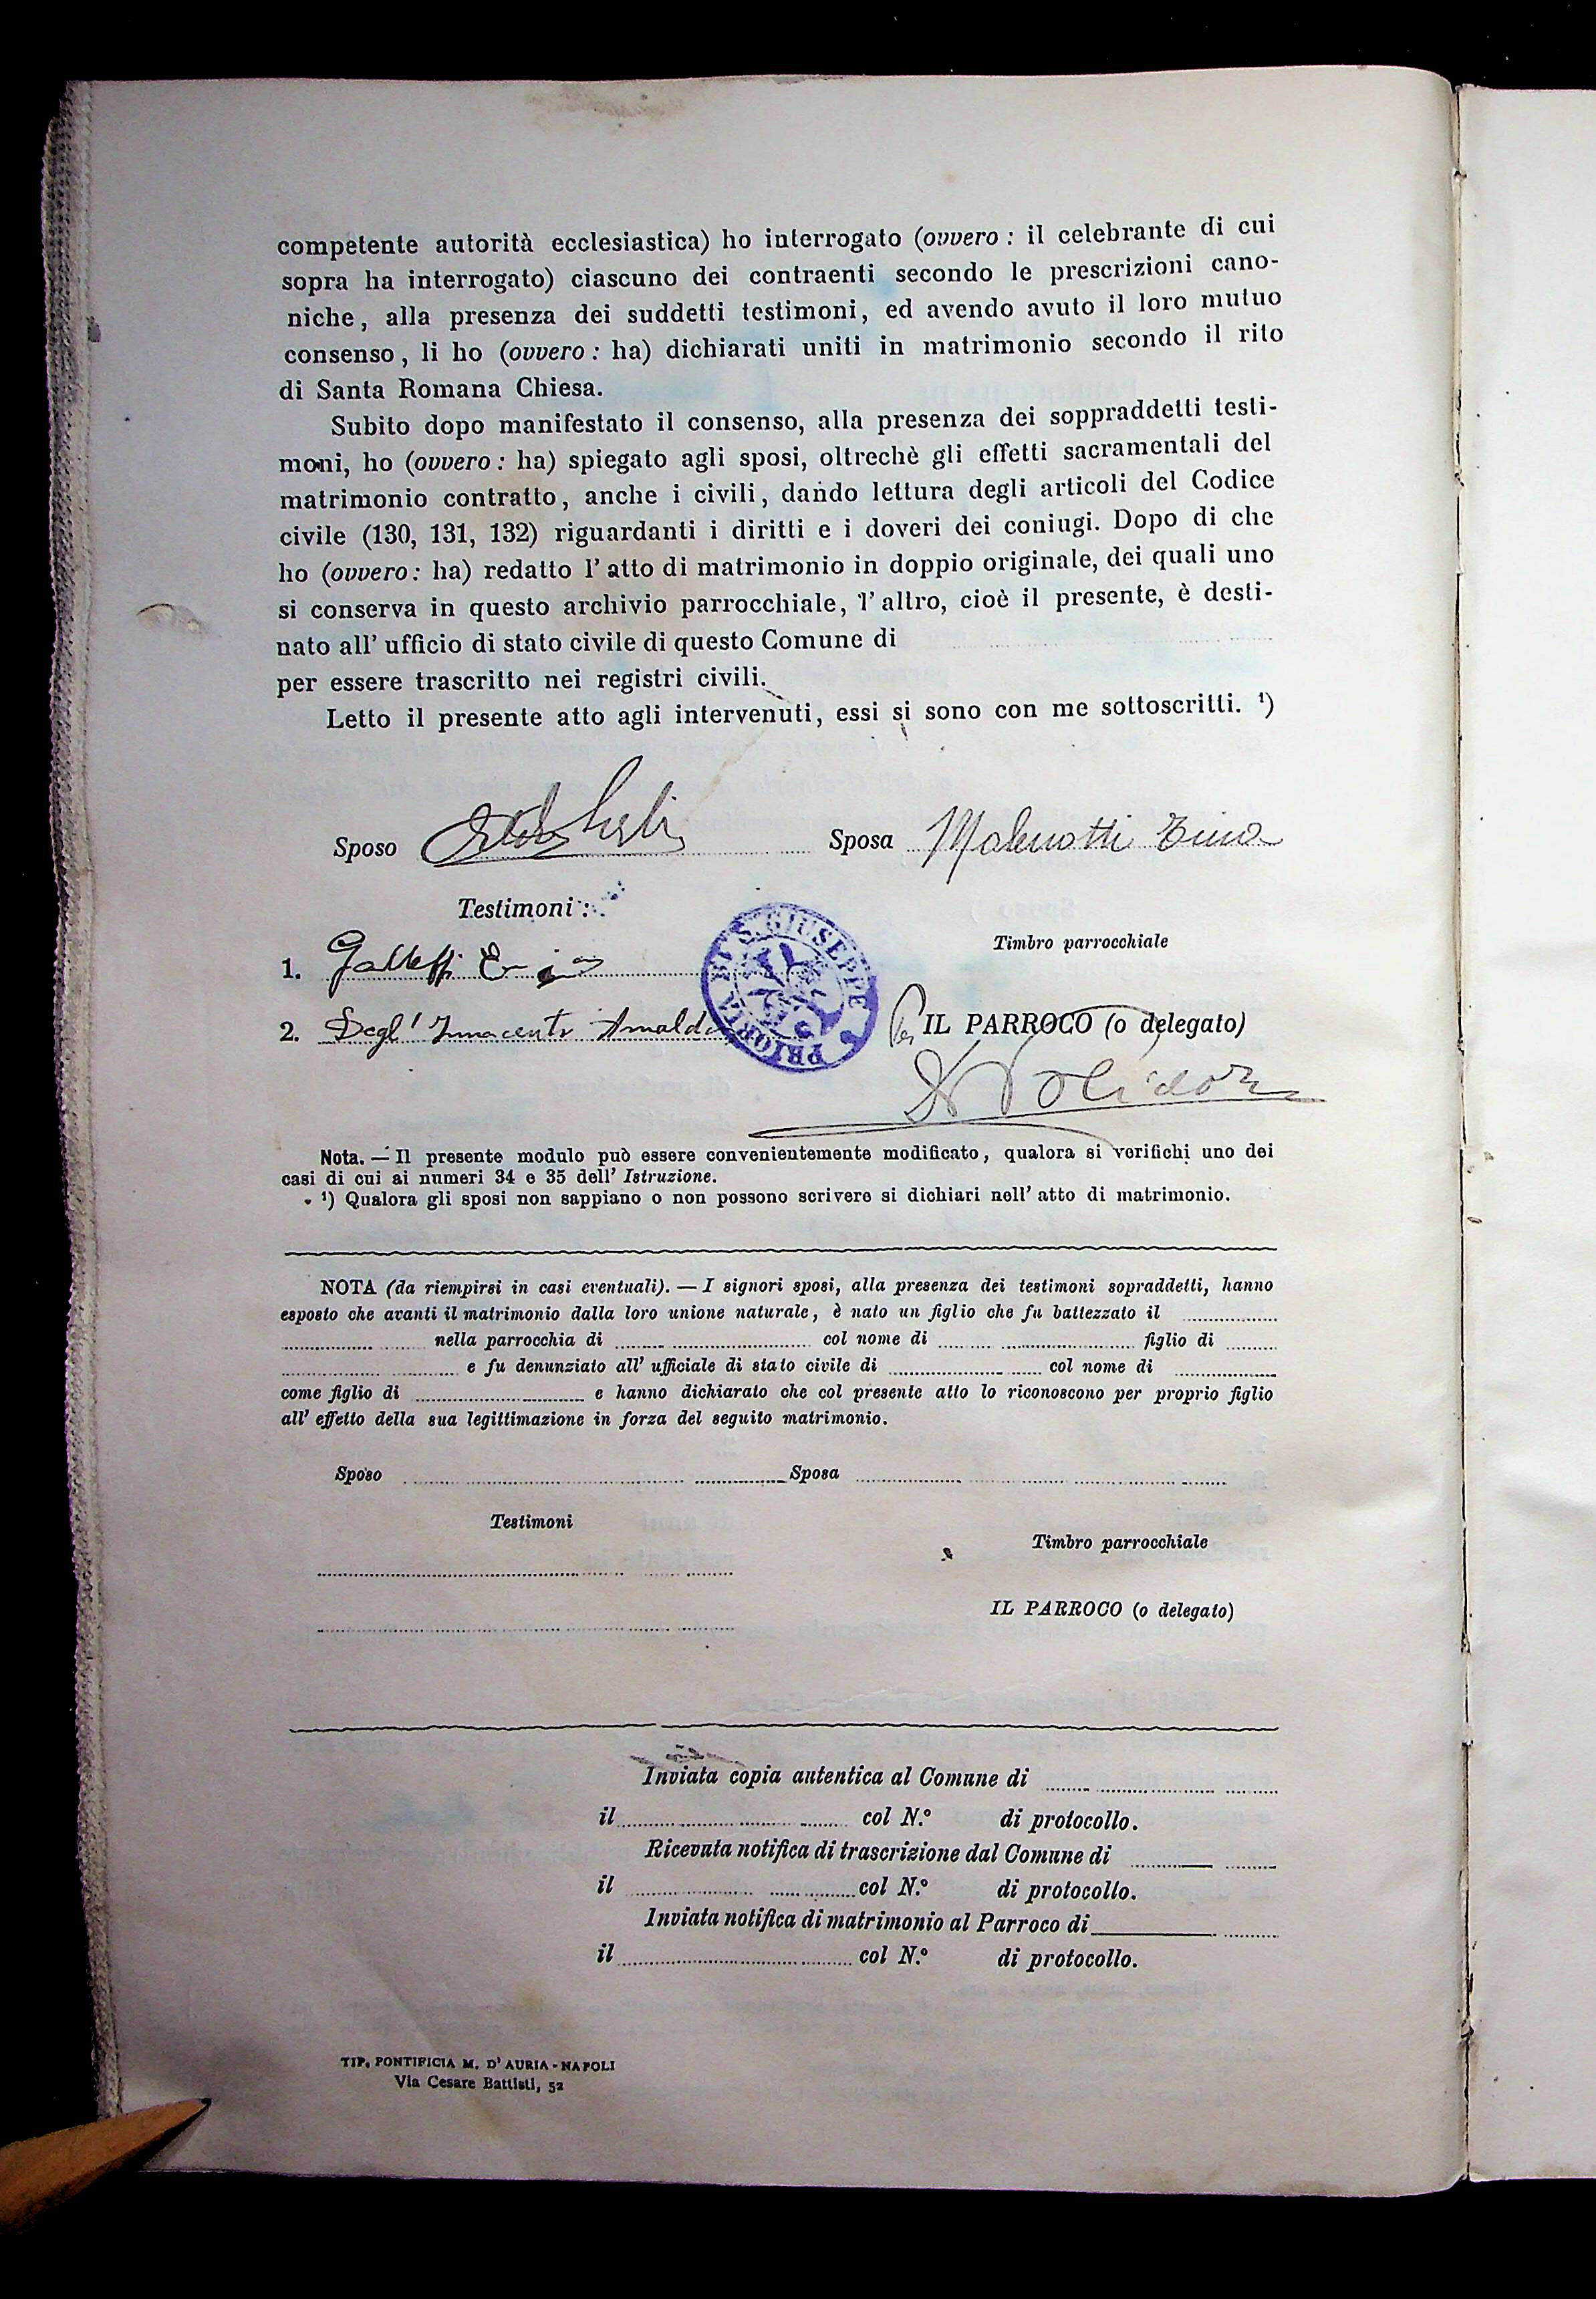 competente autorità ecclesiastica) ho interrogato (ovvero : il celebrante di cui
sopra ha interrogato) ciascuno dei contraenti secondo le prescrizioni cano-
niche, alla presenza dei suddetti testimoni, ed avendo avuto il loro mutuo
consenso, li ho (ovvero : ha) dichiarati uniti in matrimonio secondo il rito
di Santa Romana Chiesa.
Subito dopo manifestato il consenso, alla presenza dei soppraddetti testi-
moni, ho (ovvero : ha) spiegato agli sposi, oltrechè gli effetti sacramentali del
matrimonio contratto, anche i civili, dando lettura degli articoli del Codice
civile (130, 131, 132) riguardanti i diritti e i doveri dei coniugi. Dopo di che
ho (ovvero : ha) redatto l' atto di matrimonio in doppio originale, dei quali uno
si conserva in questo archivio parrocchiale, l' altro, cioè il presente, è desti-
nato all' ufficio di stato civile di questo Comune di
per essere trascritto nei registri civili.
Letto il presente atto agli intervenuti, essi si sono con me sottoscritti. ¹)
Sposo Sposa Malenotti Tina
Testimoni :
Timbro parrocchiale
PRIORIA DI S. GIUSEPPE
1. Galleffi
2. Degl' Innocenti Arnaldo
Per IL PARROCO (o delegato)
Nota. — Il presente modulo può essere convenientemente modificato, qualora si verifichi uno dei
casi di cui ai numeri 34 e 35 dell' Istruzione.
¹) Qualora gli sposi non sappiano o non possono scrivere si dichiari nell' atto di matrimonio.
NOTA (da riempirsi in casi eventuali). — I signori sposi, alla presenza dei testimoni sopraddetti, hanno
esposto che avanti il matrimonio dalla loro unione naturale, è nato un figlio che fu battezzato il
nella parrocchia di col nome di figlio di
e fu denunziato all' ufficiale di stato civile di col nome di
come figlio di e hanno dichiarato che col presente atto lo riconoscono per proprio figlio
all' effetto della sua legittimazione in forza del seguito matrimonio.
Sposo Sposa
Testimoni
Timbro parrocchiale
IL PARROCO (o delegato)
Inviata copia autentica al Comune di
il col N.º di protocollo.
Ricevuta notifica di trascrizione dal Comune di
il col N.º di protocollo.
Inviata notifica di matrimonio al Parroco di
il col N.º di protocollo.
TIP. PONTIFICIA M. D' AURIA - NAPOLI
Via Cesare Battisti, 52